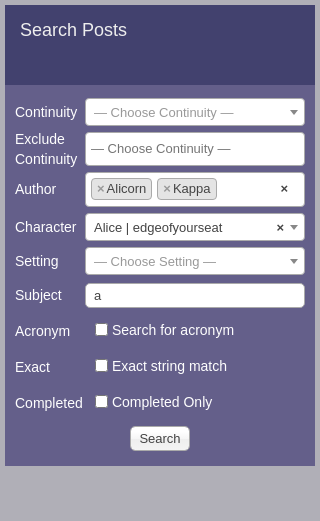 Search Posts
Continuity — Choose Continuity —
Exclude Continuity — Choose Continuity —
Author × Alicorn × Kappa ×
Character Alice | edgeofyourseat ×
Setting — Choose Setting —
Subject a
Acronym Search for acronym
Exact Exact string match
Completed Completed Only
Search